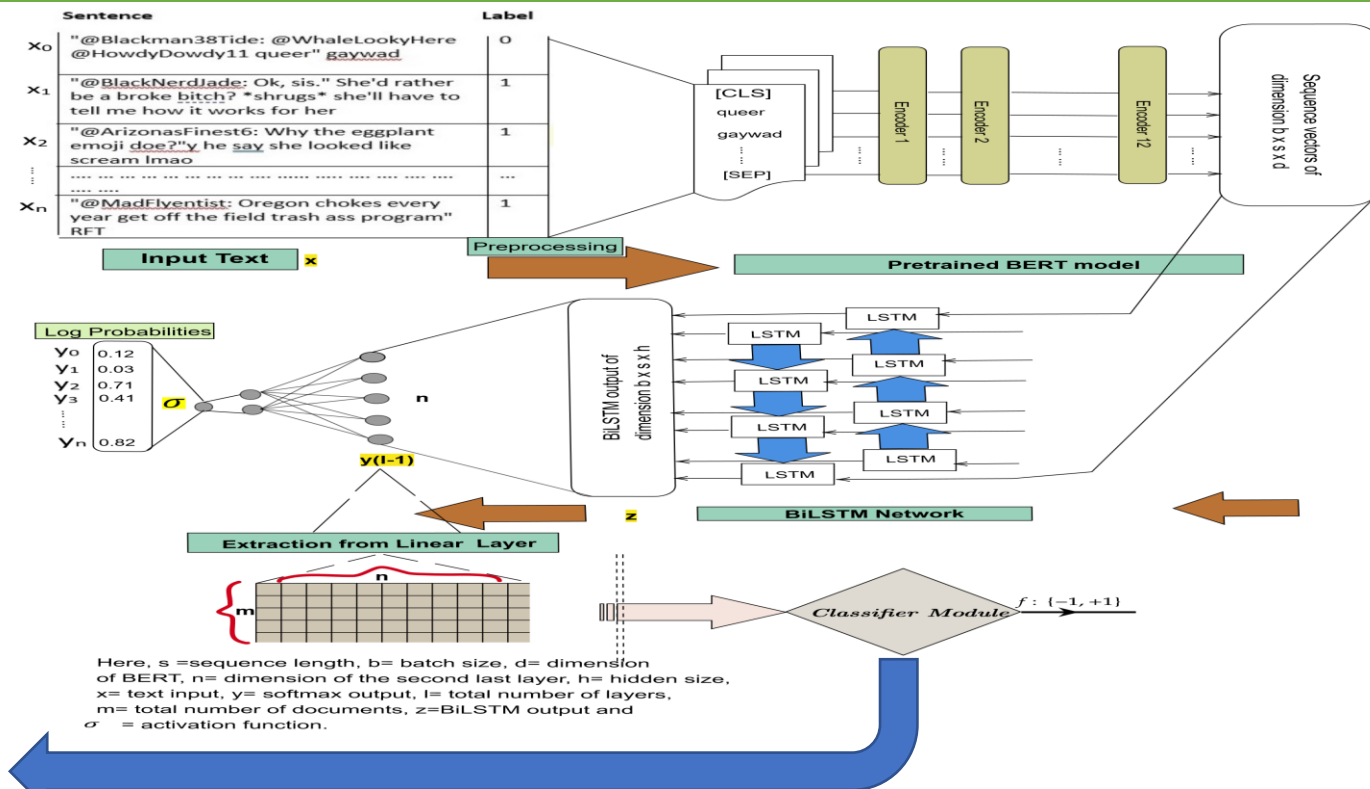 Sentence Label
x₀ "@Blackman38Tide: @WhaleLookyHere 0
@HowdyDowdy11 queer" gaywad
x₁ "@BlackNerdJade: Ok, sis." She'd rather 1
be a broke bitch? *shrugs* she'll have to
tell me how it works for her
x₂ "@ArizonasFinest6: Why the eggplant 1
emoji doe?"y he say she looked like
scream lmao
.... ... ... ... ... ... .... ...... ..... .... .... .... ...
.... ....
xₙ "@MadFlyentist: Oregon chokes every 1
year get off the field trash ass program"
RFT
Input Text x
Preprocessing
[CLS]
queer
gaywad
[SEP]
Encoder 1
Encoder 2
Encoder 12
Sequence vectors of
dimension b x s x d
Pretrained BERT model
Log Probabilities
y₀ 0.12
y₁ 0.03
y₂ 0.71
y₃ 0.41
yₙ 0.82
σ
n
y(l-1)
BiLSTM output of
dimension b x s x h
LSTM
LSTM
LSTM
LSTM
LSTM
LSTM
LSTM
LSTM
z
BiLSTM Network
Extraction from Linear Layer
n
m
Classifier Module
f : {−1, +1}
Here, s =sequence length, b= batch size, d= dimension
of BERT, n= dimension of the second last layer, h= hidden size,
x= text input, y= softmax output, l= total number of layers,
m= total number of documents, z=BiLSTM output and
σ = activation function.